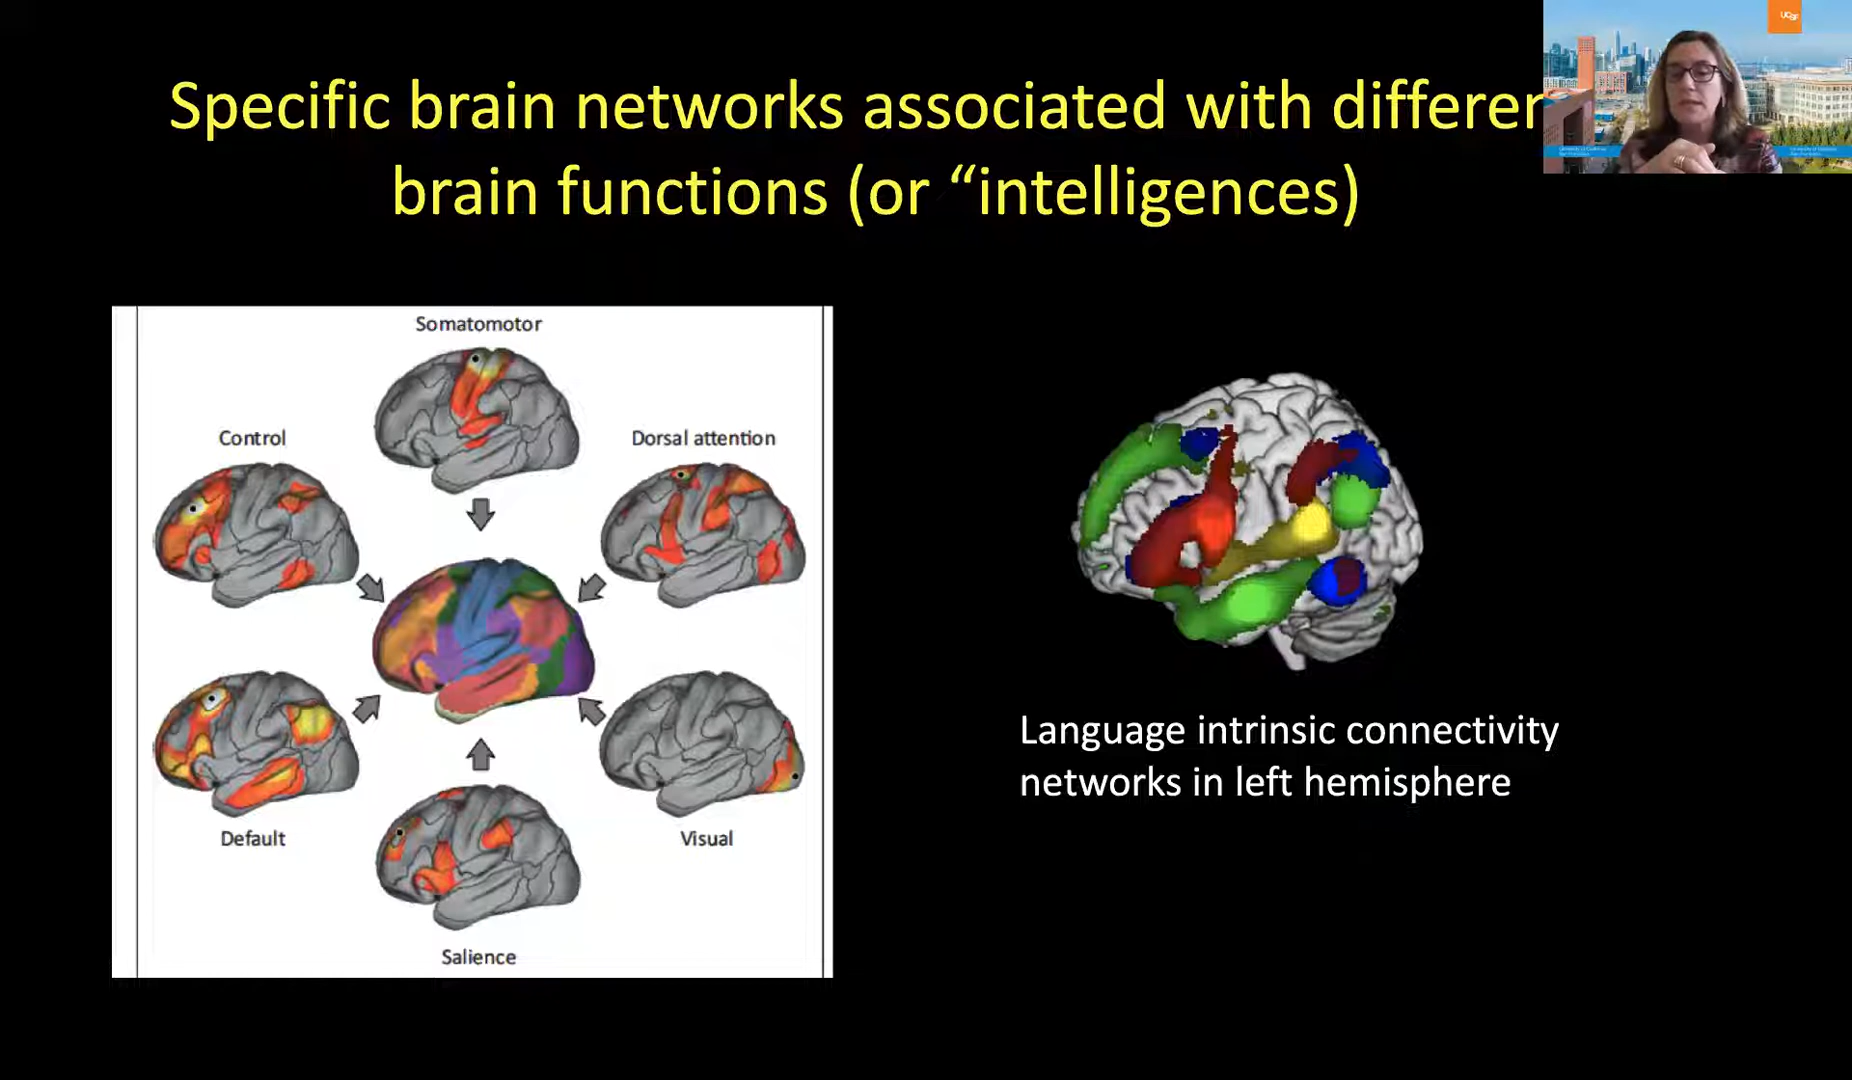 Specific brain networks associated with differen
brain functions (or “intelligences)
UCSF
Somatomotor
Control
Dorsal attention
Default
Visual
Salience
Language intrinsic connectivity
networks in left hemisphere